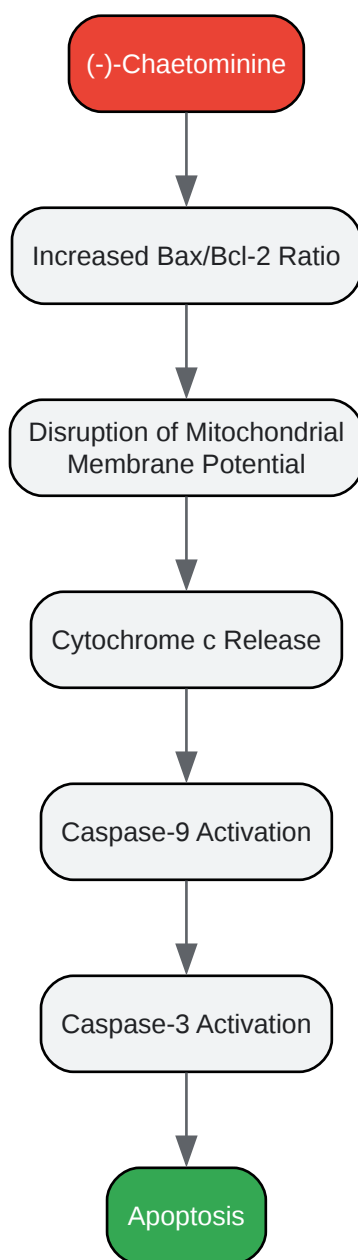 (-)-Chaetominine
Increased Bax/Bcl-2 Ratio
Disruption of Mitochondrial
Membrane Potential
Cytochrome c Release
Caspase-9 Activation
Caspase-3 Activation
Apoptosis